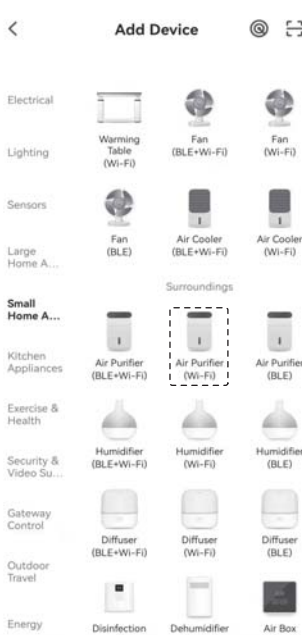 Add Device
Electrical
Lighting
Sensors
Large
Home A...
Small
Home A...
Kitchen
Appliances
Exercise &
Health
Security &
Video Su...
Gateway
Control
Outdoor
Travel
Energy
Warming
Table
(Wi-Fi)
Fan
(BLE+Wi-Fi)
Fan
(Wi-Fi)
Fan
(BLE)
Air Cooler
(BLE+Wi-Fi)
Air Cooler
(Wi-Fi)
Surroundings
Air Purifier
(BLE+Wi-Fi)
Air Purifier
(Wi-Fi)
Air Purifier
(BLE)
Humidifier
(BLE+Wi-Fi)
Humidifier
(Wi-Fi)
Humidifier
(BLE)
Diffuser
(BLE+Wi-Fi)
Diffuser
(Wi-Fi)
Diffuser
(BLE)
Disinfection
Dehumidifier
Air Box